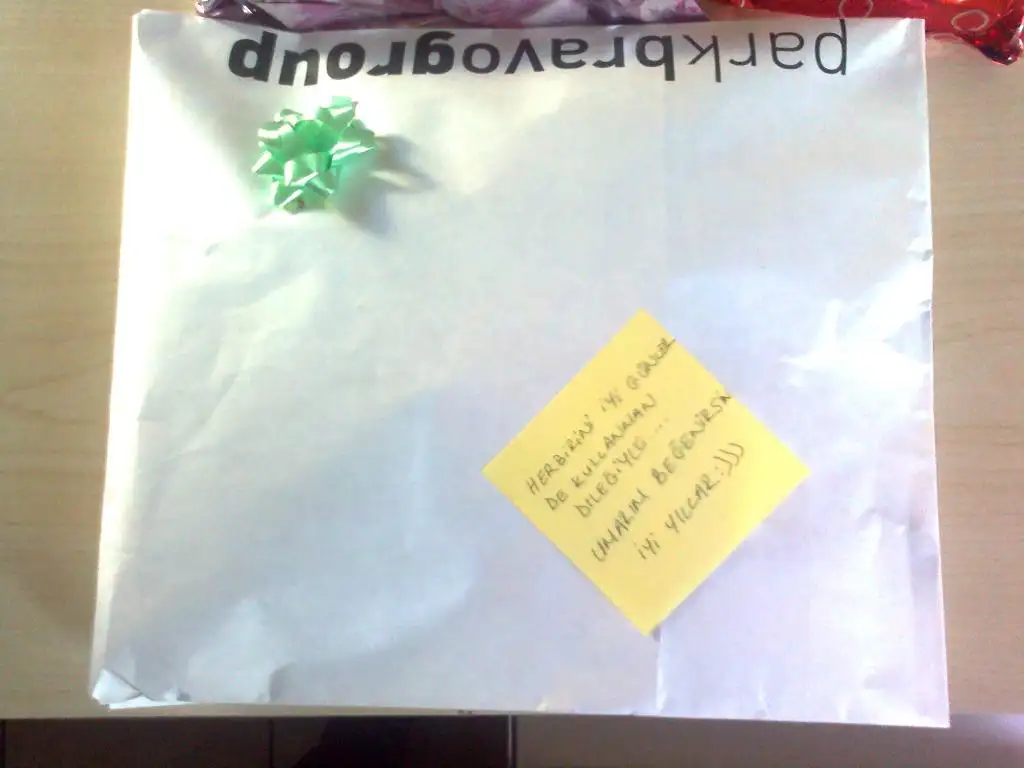 parkbravogroup
HERBİRİNİ İYİ GÜNLER
DE KULLANMAN
DİLEĞİYLE ...
UMARIM BEĞENİRSİN
İYİ YILLAR :)))